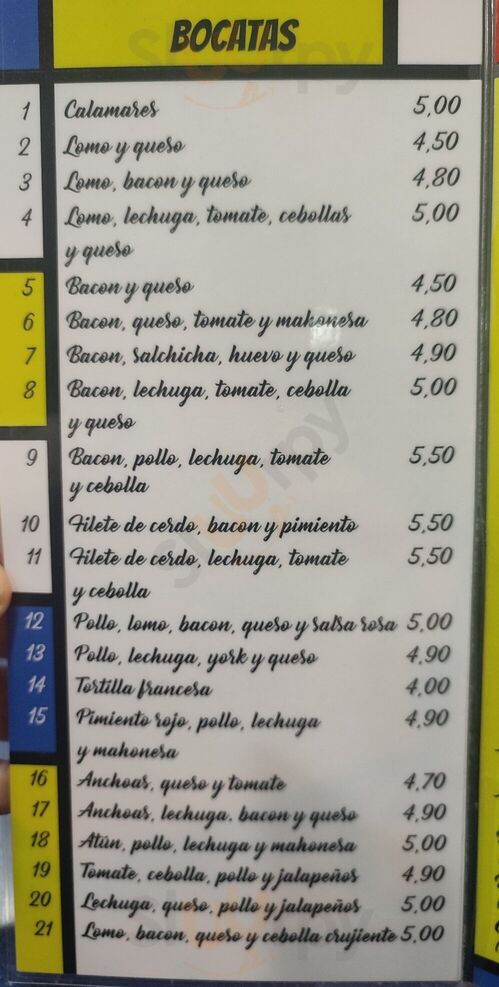 BOCATAS
1 Calamares 5,00
2 Lomo y queso 4,50
3 Lomo, bacon y queso 4,80
4 Lomo, lechuga, tomate, cebollas 5,00
y queso
5 Bacon y queso 4,50
6 Bacon, queso, tomate y mahonesa 4,80
7 Bacon, salchicha, huevo y queso 4,90
8 Bacon, lechuga, tomate, cebolla 5,00
y queso
9 Bacon, pollo, lechuga, tomate 5,50
y cebolla
10 Filete de cerdo, bacon y pimiento 5,50
11 Filete de cerdo, lechuga, tomate 5,50
y cebolla
12 Pollo, lomo, bacon, queso y salsa rosa 5,00
13 Pollo, lechuga, york y queso 4,90
14 Tortilla francesa 4,00
15 Pimiento rojo, pollo, lechuga 4,90
y mahonesa
16 Anchoas, queso y tomate 4,70
17 Anchoas, lechuga, bacon y queso 4,90
18 Atún, pollo, lechuga y mahonesa 5,00
19 Tomate, cebolla, pollo y jalapeños 4,90
20 Lechuga, queso, pollo y jalapeños 5,00
21 Lomo, bacon, queso y cebolla crujiente 5,00